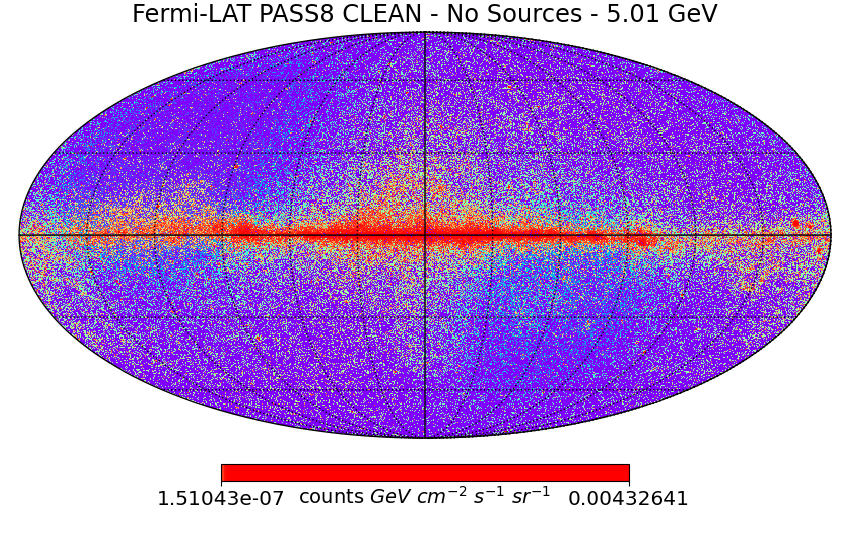 Fermi-LAT PASS8 CLEAN - No Sources - 5.01 GeV
1.51043e-07 counts GeV cm⁻² s⁻¹ sr⁻¹ 0.00432641